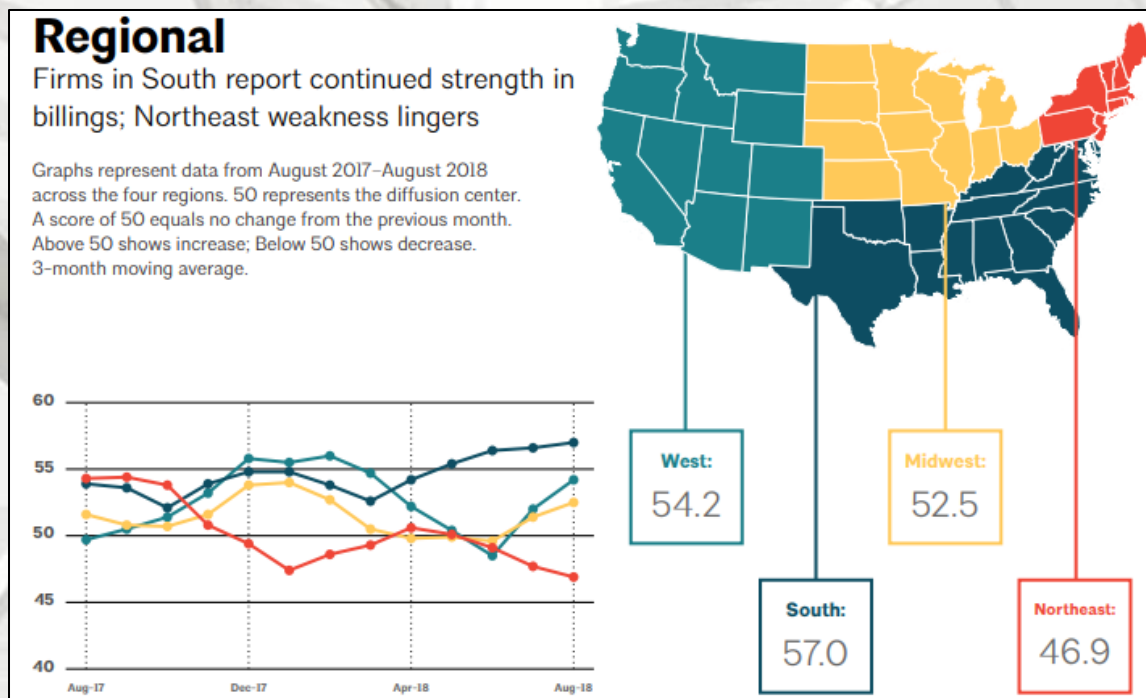 Regional
Firms in South report continued strength in
billings; Northeast weakness lingers
Graphs represent data from August 2017–August 2018
across the four regions. 50 represents the diffusion center.
A score of 50 equals no change from the previous month.
Above 50 shows increase; Below 50 shows decrease.
3-month moving average.
60
55
50
45
40
Aug-17
Dec-17
Apr-18
Aug-18
West:
54.2
Midwest:
52.5
South:
57.0
Northeast:
46.9